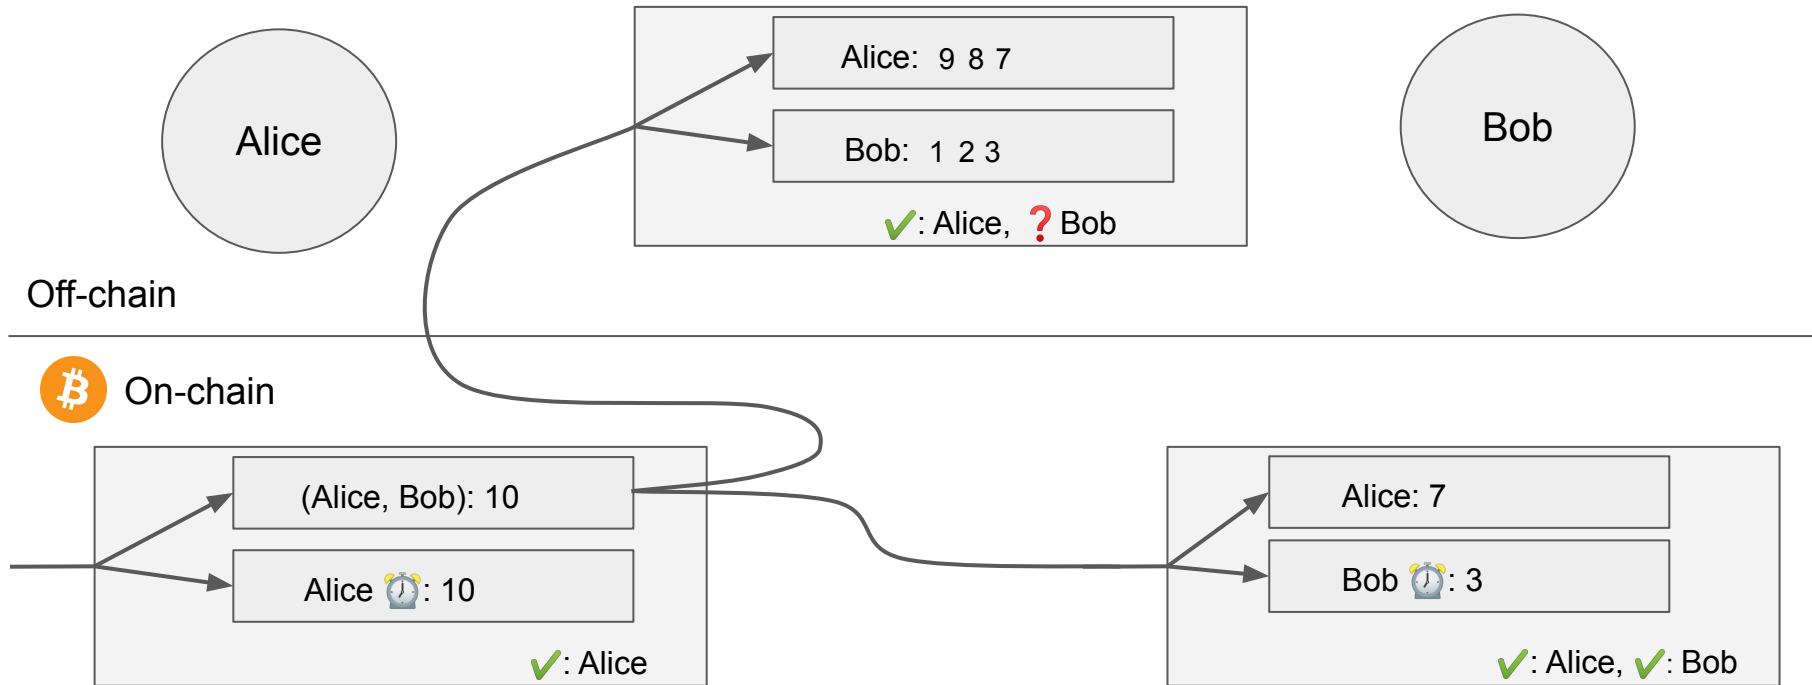 Alice
Alice: 9 8 7
Bob: 1 2 3
✔: Alice, ❓Bob
Bob
Off-chain
On-chain
(Alice, Bob): 10
Alice ⏰: 10
✔: Alice
Alice: 7
Bob ⏰: 3
✔: Alice, ✔: Bob